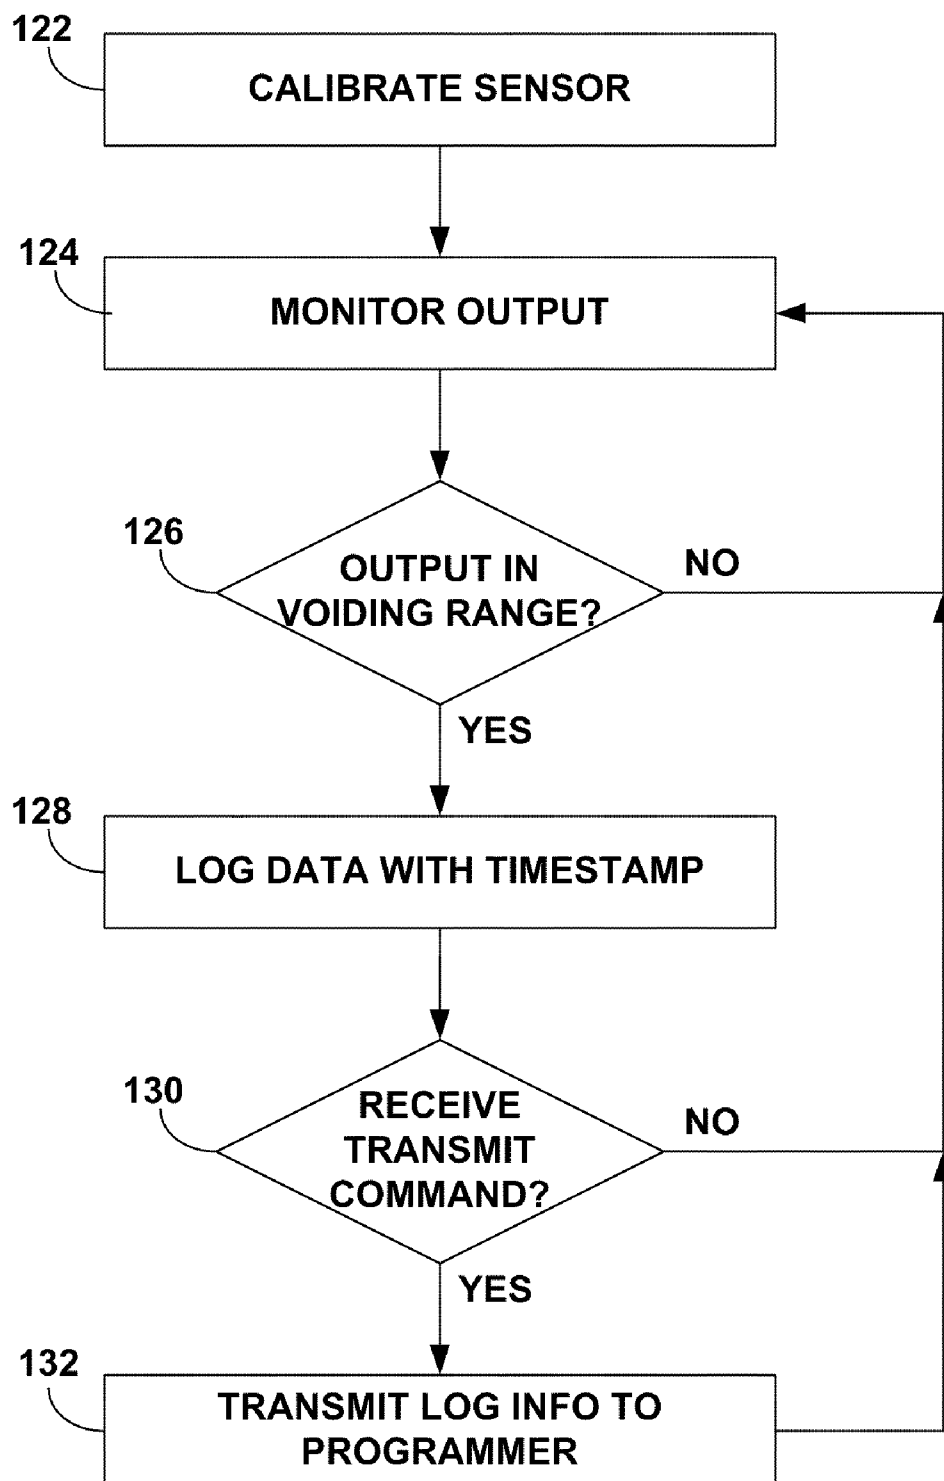 122
CALIBRATE SENSOR
124
MONITOR OUTPUT
126
OUTPUT IN
VOIDING RANGE?
NO
YES
128
LOG DATA WITH TIMESTAMP
130
RECEIVE
TRANSMIT
COMMAND?
NO
YES
132
TRANSMIT LOG INFO TO
PROGRAMMER